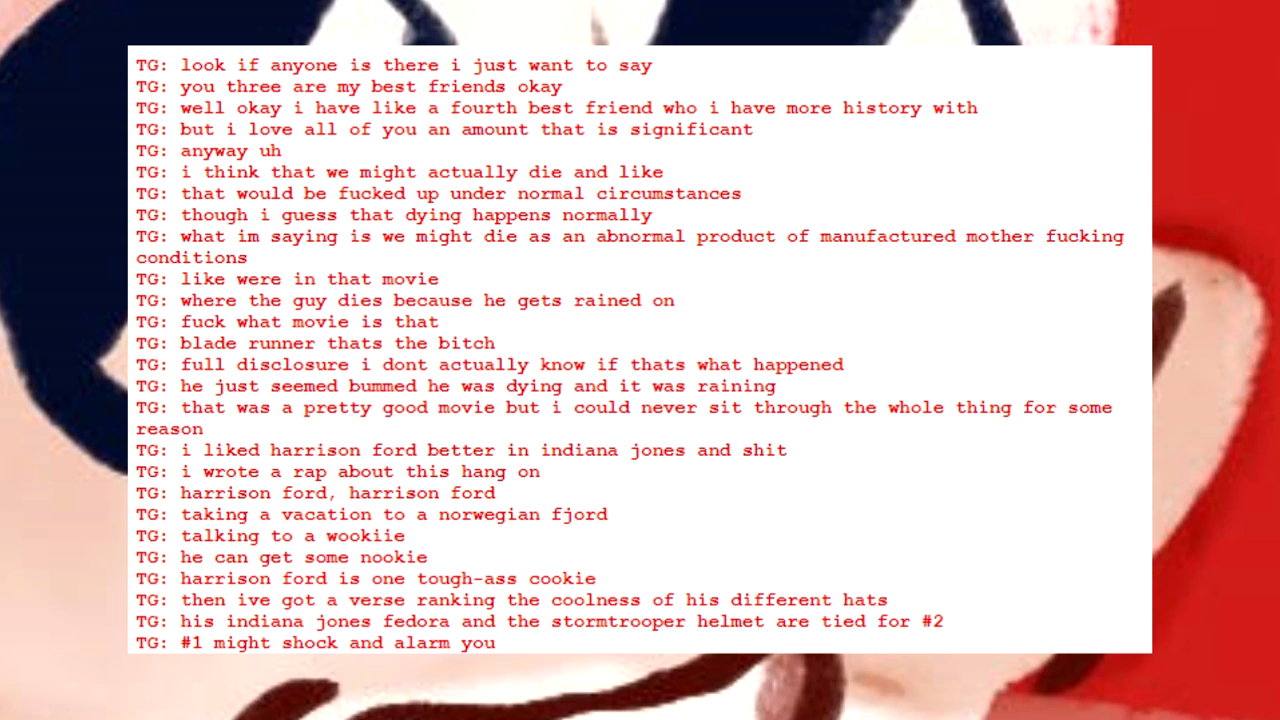 TG: look if anyone is there i just want to say
TG: you three are my best friends okay
TG: well okay i have like a fourth best friend who i have more history with
TG: but i love all of you an amount that is significant
TG: anyway uh
TG: i think that we might actually die and like
TG: that would be fucked up under normal circumstances
TG: though i guess that dying happens normally
TG: what im saying is we might die as an abnormal product of manufactured mother fucking
conditions
TG: like were in that movie
TG: where the guy dies because he gets rained on
TG: fuck what movie is that
TG: blade runner thats the bitch
TG: full disclosure i dont actually know if thats what happened
TG: he just seemed bummed he was dying and it was raining
TG: that was a pretty good movie but i could never sit through the whole thing for some
reason
TG: i liked harrison ford better in indiana jones and shit
TG: i wrote a rap about this hang on
TG: harrison ford, harrison ford
TG: taking a vacation to a norwegian fjord
TG: talking to a wookiie
TG: he can get some nookie
TG: harrison ford is one tough-ass cookie
TG: then ive got a verse ranking the coolness of his different hats
TG: his indiana jones fedora and the stormtrooper helmet are tied for #2
TG: #1 might shock and alarm you